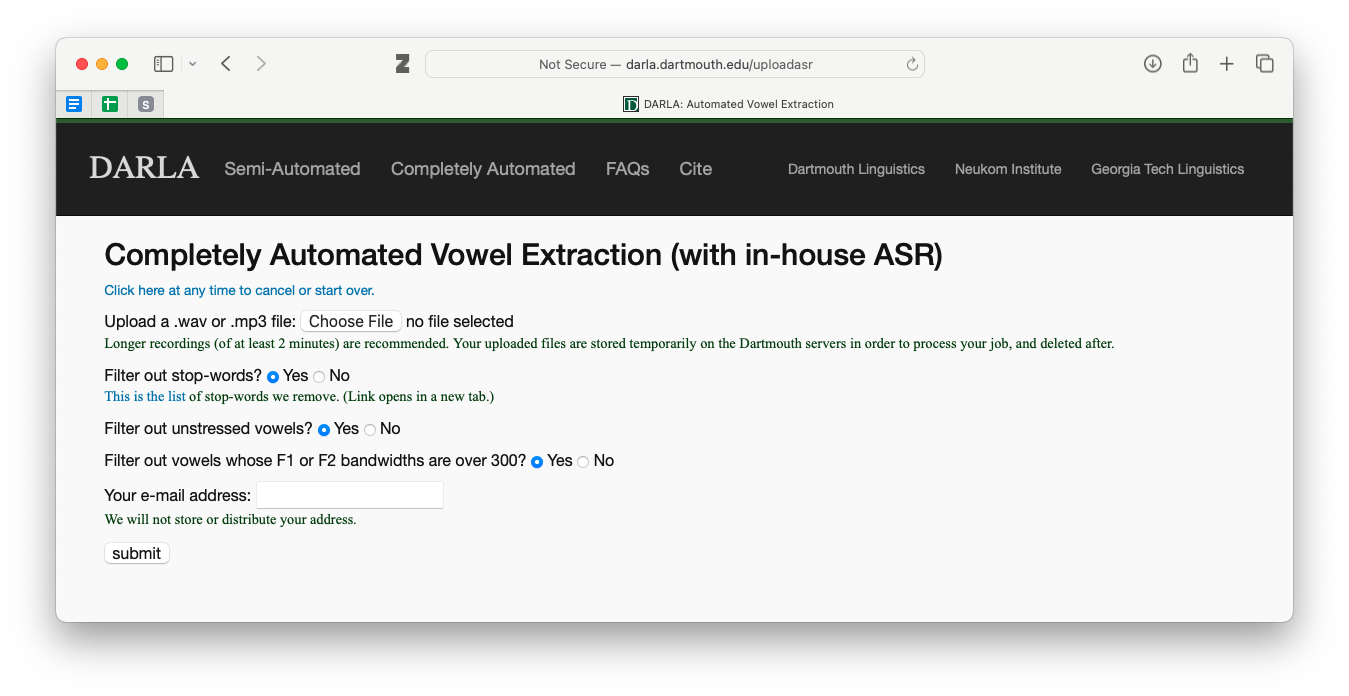 Not Secure — darla.dartmouth.edu/uploadasr
S
D DARLA: Automated Vowel Extraction
DARLA Semi-Automated Completely Automated FAQs Cite Dartmouth Linguistics Neukom Institute Georgia Tech Linguistics
Completely Automated Vowel Extraction (with in-house ASR)
Click here at any time to cancel or start over.
Upload a .wav or .mp3 file: Choose File no file selected
Longer recordings (of at least 2 minutes) are recommended. Your uploaded files are stored temporarily on the Dartmouth servers in order to process your job, and deleted after.
Filter out stop-words? Yes No
This is the list of stop-words we remove. (Link opens in a new tab.)
Filter out unstressed vowels? Yes No
Filter out vowels whose F1 or F2 bandwidths are over 300? Yes No
Your e-mail address:
We will not store or distribute your address.
submit